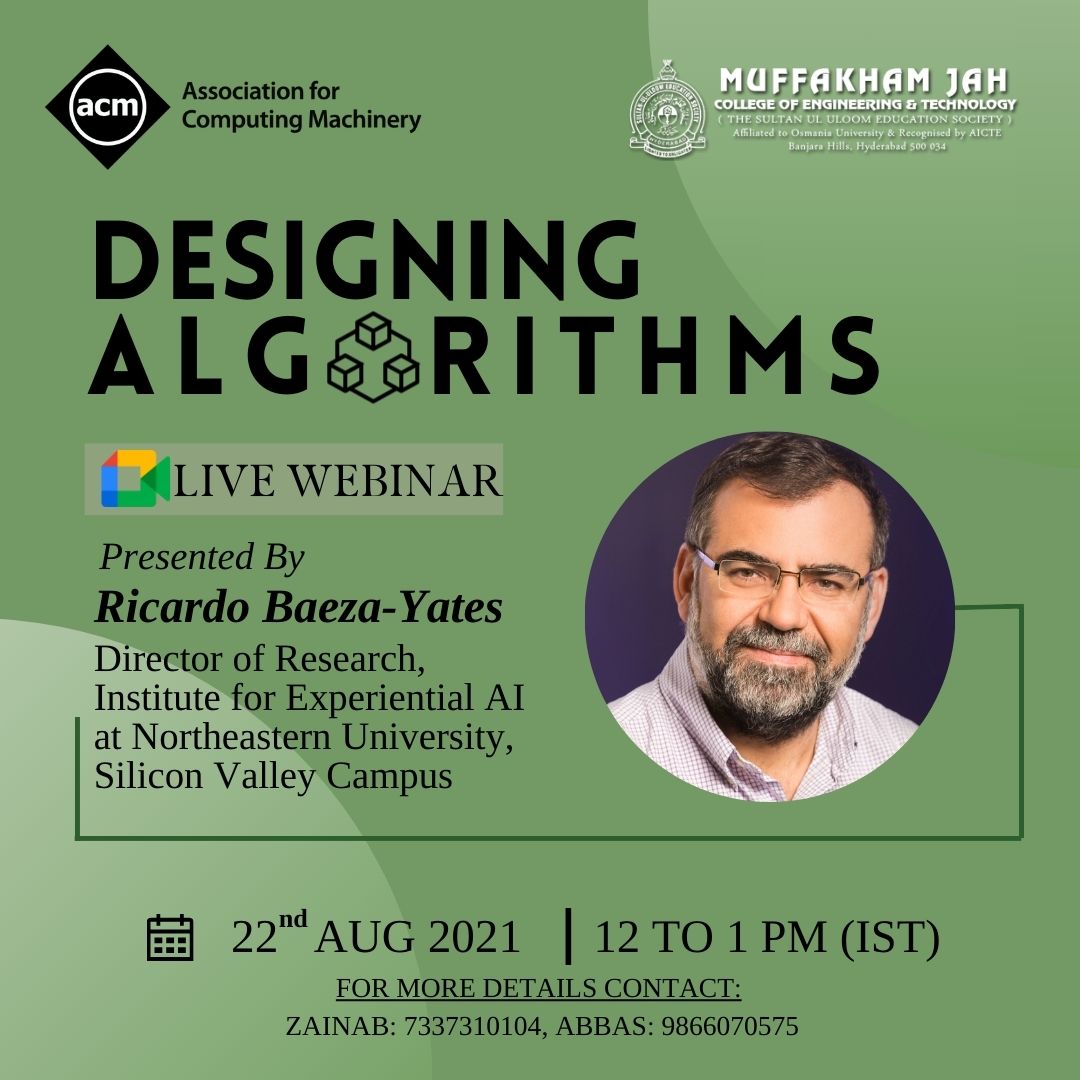 acm
Association for
Computing Machinery
MUFFAKHAM JAH
COLLEGE OF ENGINEERING & TECHNOLOGY
( THE SULTAN UL ULOOM EDUCATION SOCIETY )
Affiliated to Osmania University & Recognised by AICTE
Banjara Hills, Hyderabad 500 034
DESIGNING
ALGORITHMS
LIVE WEBINAR
Presented By
Ricardo Baeza-Yates
Director of Research,
Institute for Experiential AI
at Northeastern University,
Silicon Valley Campus
22nd AUG 2021 | 12 TO 1 PM (IST)
FOR MORE DETAILS CONTACT:
ZAINAB: 7337310104, ABBAS: 9866070575